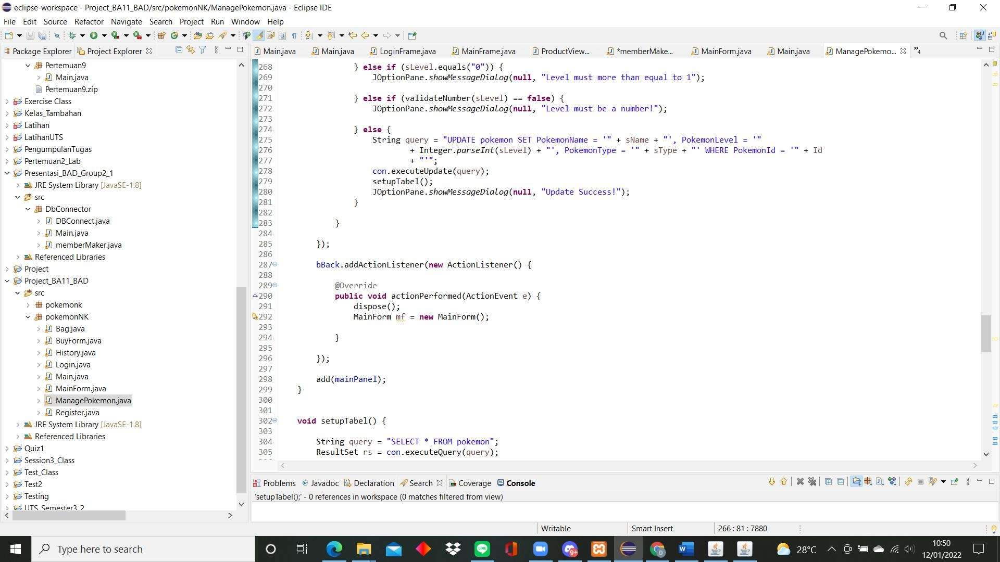 eclipse-workspace - Project_BA11_BAD/src/pokemonNK/ManagePokemon.java - Eclipse IDE
File Edit Source Refactor Navigate Search Project Run Window Help
Package Explorer Project Explorer
Main.java Main.java LoginFrame.java MainFrame.java ProductView... *memberMake... MainForm.java Main.java ManagePokemo... »4
Pertemuan9
Main.java
Pertemuan9.zip
Exercise Class
Kelas_Tambahan
Latihan
LatihanUTS
PengumpulanTugas
Pertemuan2_Lab
Presentasi_BAD_Group2_1
JRE System Library [JavaSE-1.8]
src
DbConnector
DBConnect.java
Main.java
memberMaker.java
Referenced Libraries
Project
Project_BA11_BAD
src
pokemonk
pokemonNK
Bag.java
BuyForm.java
History.java
Login.java
Main.java
MainForm.java
ManagePokemon.java
Register.java
JRE System Library [JavaSE-1.8]
Referenced Libraries
Quiz1
Session3_Class
Test_Class
Test2
Testing
UTS_Semester3_2
268 } else if (sLevel.equals("0")) {
269 JOptionPane.showMessageDialog(null, "Level must more than equal to 1");
270
271 } else if (validateNumber(sLevel) == false) {
272 JOptionPane.showMessageDialog(null, "Level must be a number!");
273
274 } else {
275 String query = "UPDATE pokemon SET PokemonName = '" + sName + "', PokemonLevel = '"
276 + Integer.parseInt(sLevel) + "', PokemonType = '" + sType + "' WHERE PokemonId = '" + Id
277 + "'";
278 con.executeUpdate(query);
279 setupTabel();
280 JOptionPane.showMessageDialog(null, "Update Success!");
281 }
282
283 }
284
285 });
286
287 bBack.addActionListener(new ActionListener() {
288
289 @Override
290 public void actionPerformed(ActionEvent e) {
291 dispose();
292 MainForm mf = new MainForm();
293
294 }
295
296 });
297
298 add(mainPanel);
299 }
300
301
302 void setupTabel() {
303
304 String query = "SELECT * FROM pokemon";
305 ResultSet rs = con.executeQuery(query);
Problems @ Javadoc Declaration Search Coverage Console
'setupTabel();' - 0 references in workspace (0 matches filtered from view)
Writable Smart Insert 266 : 81 : 7880
Type here to search
LINE
9+
D
W
28°C
10:50
12/01/2022